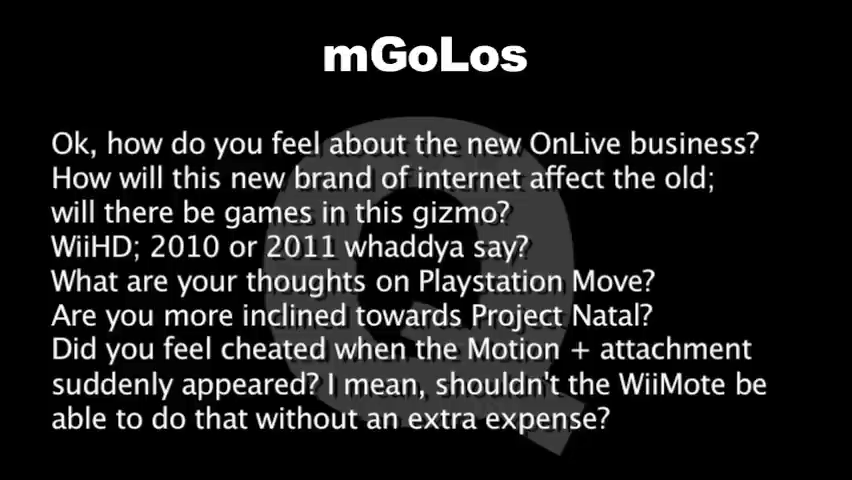 mGoLos
Ok, how do you feel about the new OnLive business?
How will this new brand of internet affect the old;
will there be games in this gizmo?
WiiHD; 2010 or 2011 whaddya say?
What are your thoughts on Playstation Move?
Are you more inclined towards Project Natal?
Did you feel cheated when the Motion + attachment
suddenly appeared? I mean, shouldn't the WiiMote be
able to do that without an extra expense?
Q